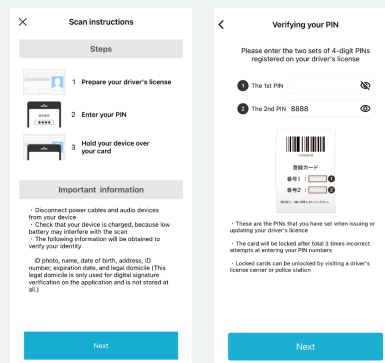 Scan instructions
Steps
1 Prepare your driver's license
2 Enter your PIN
3 Hold your device over
your card
Important information
・Disconnect power cables and audio devices
from your device
・Check that your device is charged, because low
battery may interfere with the scan
・The following information will be obtained to
verify your identity
ID photo, name, date of birth, address, ID
number, expiration date, and legal domicile (This
legal domicile is only used for digital signature
verification on the application and is not stored at
all.)
Next
Verifying your PIN
Please enter the two sets of 4-digit PINs
registered on your driver's license
1 The 1st PIN
2 The 2nd PIN 8888
登録カード
番号1 : 1
番号2 : 2
・These are the PINs that you have set when issuing or
updating your driver's licence
・The card will be locked after total 3 times incorrect
attempts at entering your PIN numbers
・Locked cards can be unlocked by visiting a driver's
license center or police station
Next